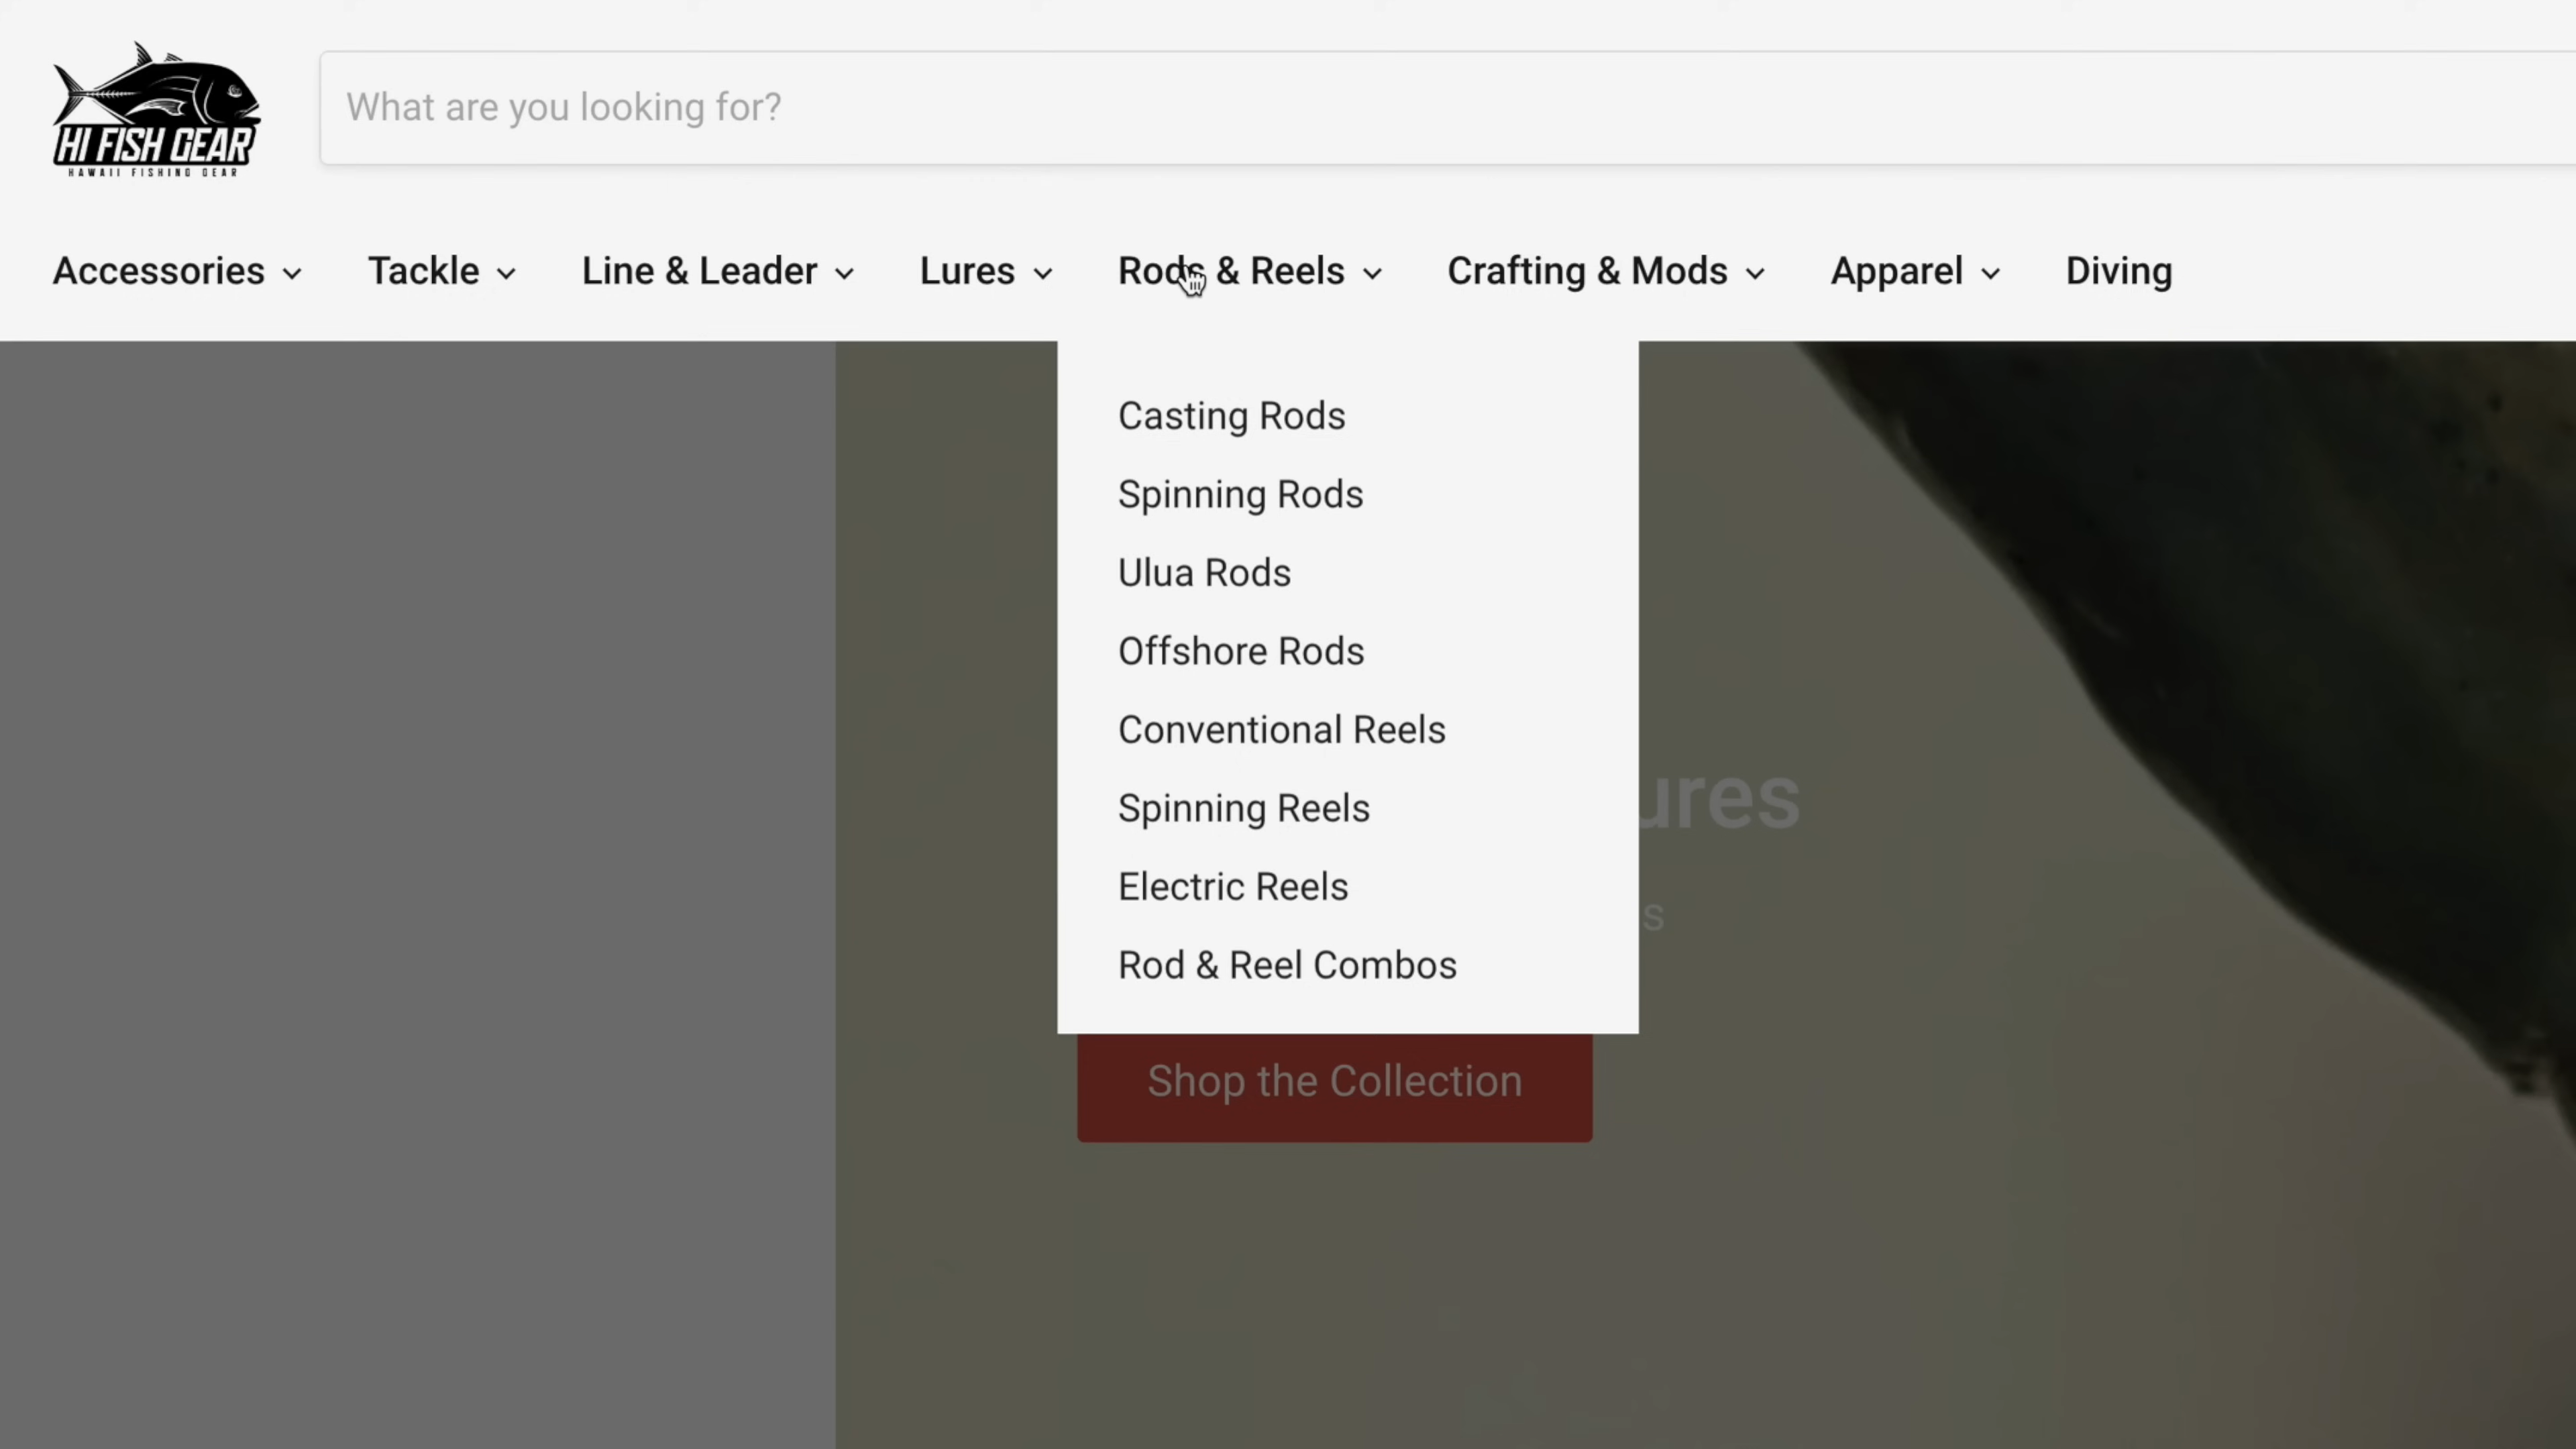 HI FISH GEAR
HAWAII FISHING GEAR
What are you looking for?
Accessories
Tackle
Line & Leader
Lures
Rods & Reels
Crafting & Mods
Apparel
Diving
Casting Rods
Spinning Rods
Ulua Rods
Offshore Rods
Conventional Reels
Spinning Reels
Electric Reels
Rod & Reel Combos
Shop the Collection